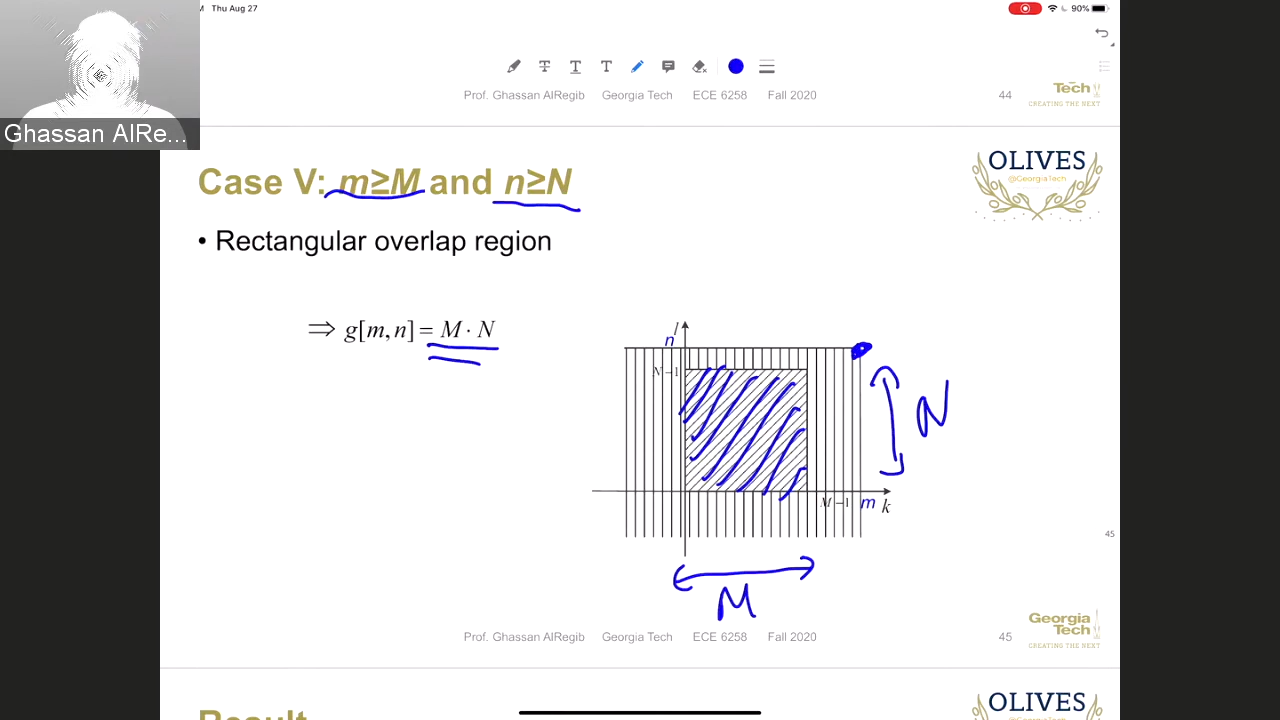 M Thu Aug 27
90%
Ghassan AlRe...
Prof. Ghassan AlRegib Georgia Tech ECE 6258 Fall 2020 44
Tech
CREATING THE NEXT
Case V: m≥M and n≥N
OLIVES
@GeorgiaTech
• Rectangular overlap region
⇒ g[m,n] = M · N
l
n
N−1
N
M−1 m k
M
45
Prof. Ghassan AlRegib Georgia Tech ECE 6258 Fall 2020 45
Georgia
Tech
CREATING THE NEXT
Result
OLIVES